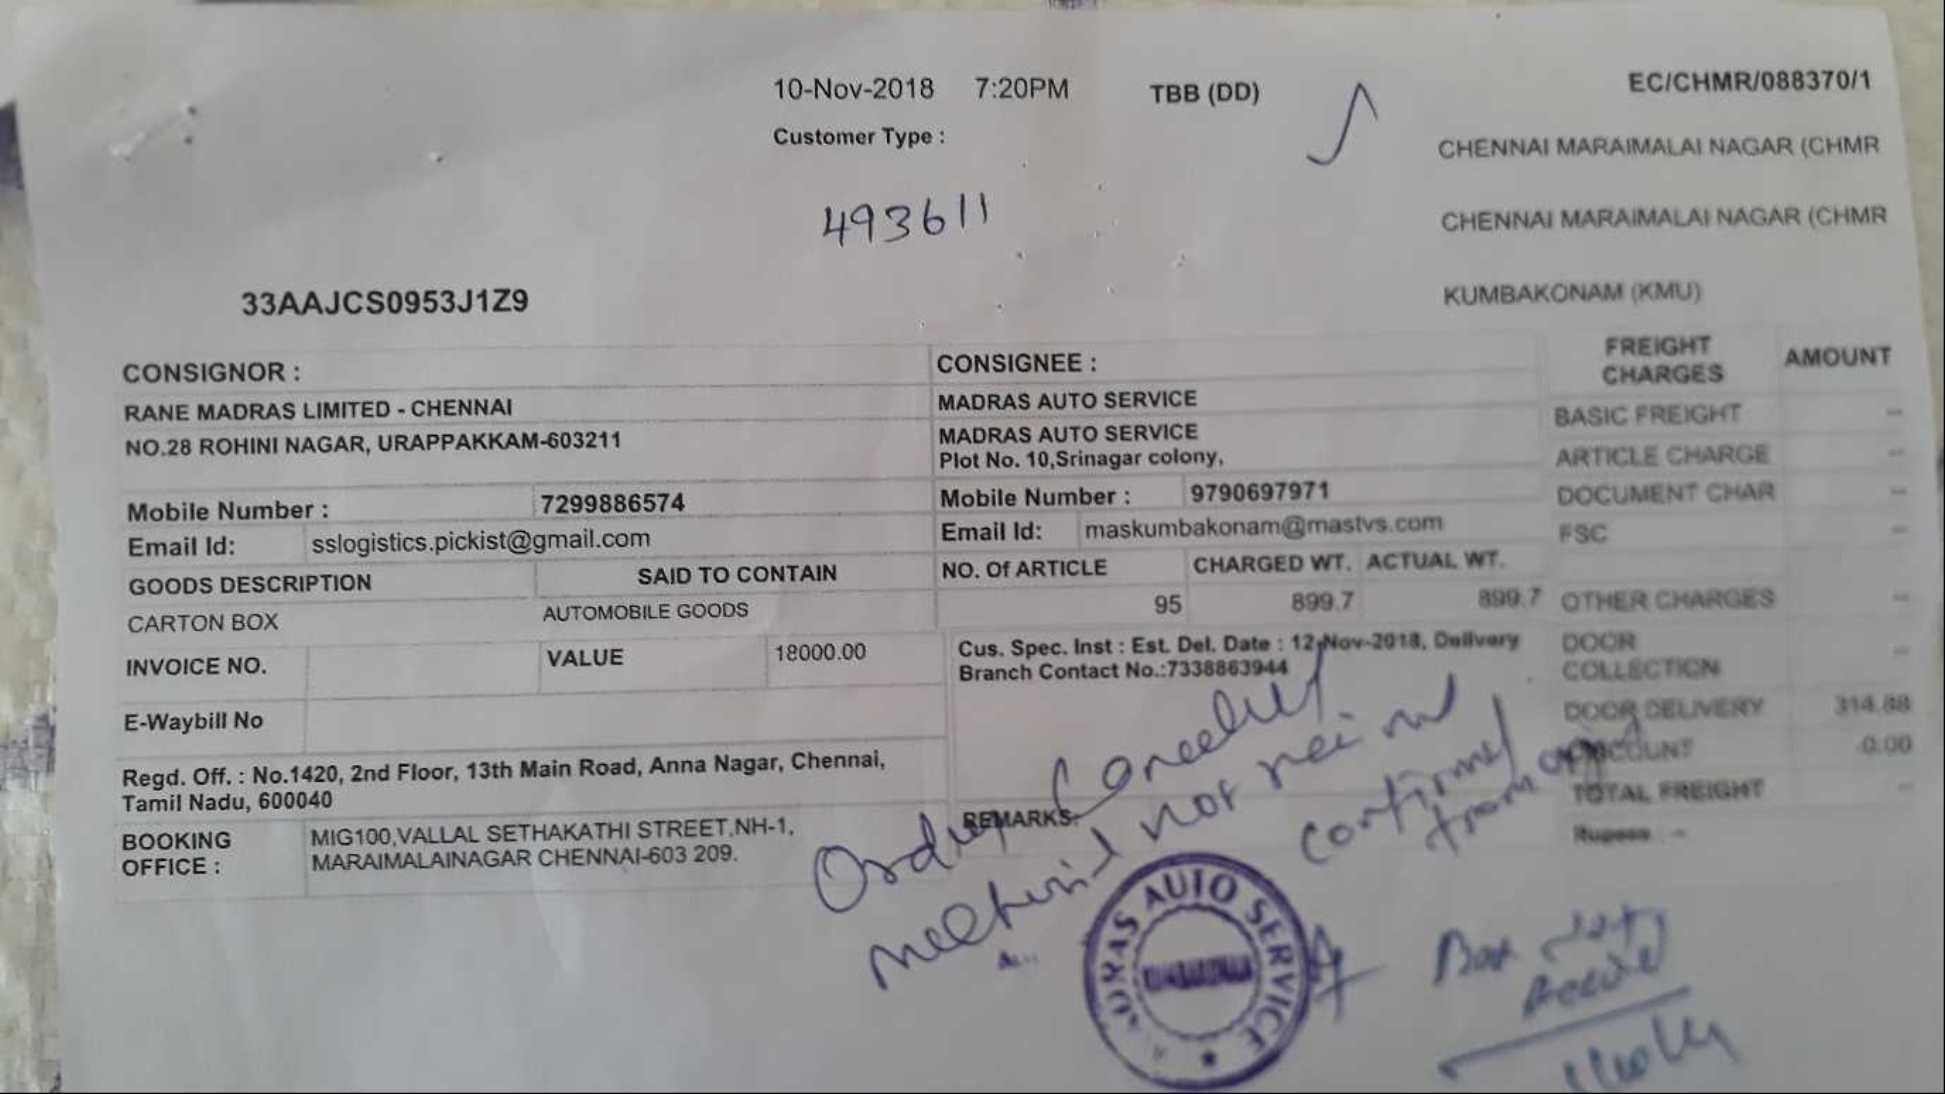 10-Nov-2018 7:20PM TBB (DD) EC/CHMR/088370/1
Customer Type :
CHENNAI MARAIMALAI NAGAR (CHMR
493611
CHENNAI MARAIMALAI NAGAR (CHMR
KUMBAKONAM (KMU)
33AAJCS0953J1Z9
CONSIGNOR :
RANE MADRAS LIMITED - CHENNAI
NO.28 ROHINI NAGAR, URAPPAKKAM-603211
Mobile Number : 7299886574
Email Id: sslogistics.pickist@gmail.com
CONSIGNEE :
MADRAS AUTO SERVICE
MADRAS AUTO SERVICE
Plot No. 10,Srinagar colony,
Mobile Number : 9790697971
Email Id: maskumbakonam@mastvs.com
GOODS DESCRIPTION SAID TO CONTAIN NO. Of ARTICLE CHARGED WT. ACTUAL WT.
CARTON BOX AUTOMOBILE GOODS 95 899.7 899.7
INVOICE NO. VALUE 18000.00
Cus. Spec. Inst : Est. Del. Date : 12-Nov-2018, Delivery
Branch Contact No.:7338863944
E-Waybill No
Regd. Off. : No.1420, 2nd Floor, 13th Main Road, Anna Nagar, Chennai,
Tamil Nadu, 600040
REMARKS:
BOOKING
OFFICE :
MIG100,VALLAL SETHAKATHI STREET,NH-1,
MARAIMALAINAGAR CHENNAI-603 209.
FREIGHT
CHARGES
AMOUNT
BASIC FREIGHT --
ARTICLE CHARGE --
DOCUMENT CHAR --
FSC --
OTHER CHARGES --
DOOR
COLLECTION --
DOOR DELIVERY 314.88
DISCOUNT 0.00
TOTAL FREIGHT --
Rupees : --
not
from
AUTO SERVICE
Box